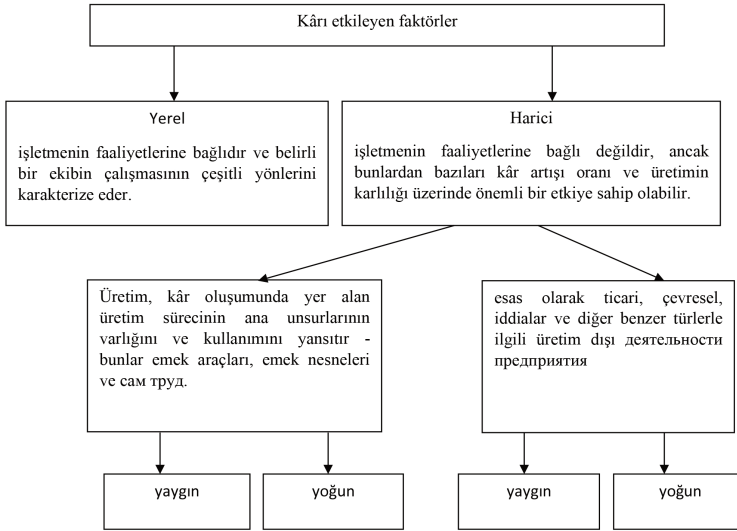 Kârı etkileyen faktörler
Yerel
işletmenin faaliyetlerine bağlıdır ve belirli
bir ekibin çalışmasının çeşitli yönlerini
karakterize eder.
Harici
işletmenin faaliyetlerine bağlı değildir, ancak
bunlardan bazıları kâr artışı oranı ve üretimin
karlılığı üzerinde önemli bir etkiye sahip olabilir.
Üretim, kâr oluşumunda yer alan
üretim sürecinin ana unsurlarının
varlığını ve kullanımını yansıtır -
bunlar emek araçları, emek nesneleri
ve сам труд.
esas olarak ticari, çevresel,
iddialar ve diğer benzer türlerle
ilgili üretim dışı деятельности
предприятия
yaygın
yoğun
yaygın
yoğun